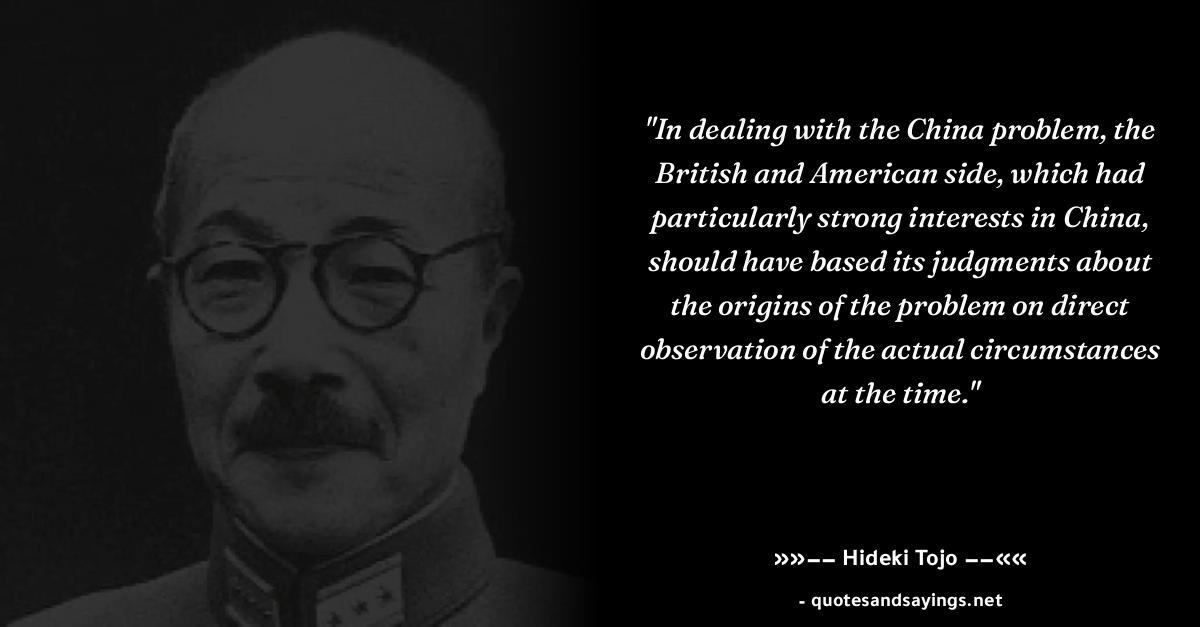 "In dealing with the China problem, the
British and American side, which had
particularly strong interests in China,
should have based its judgments about
the origins of the problem on direct
observation of the actual circumstances
at the time."
»»–– Hideki Tojo ––««
- quotesandsayings.net